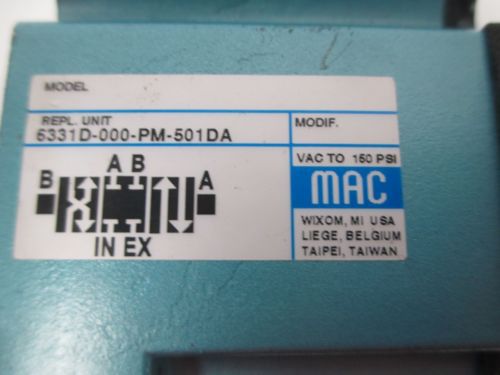 MODEL
REPL. UNIT
6331D-000-PM-501DA
MODIF.
A B
B
A
IN EX
VAC TO 150 PSI
MAC
WIXOM, MI USA
LIEGE, BELGIUM
TAIPEI, TAIWAN